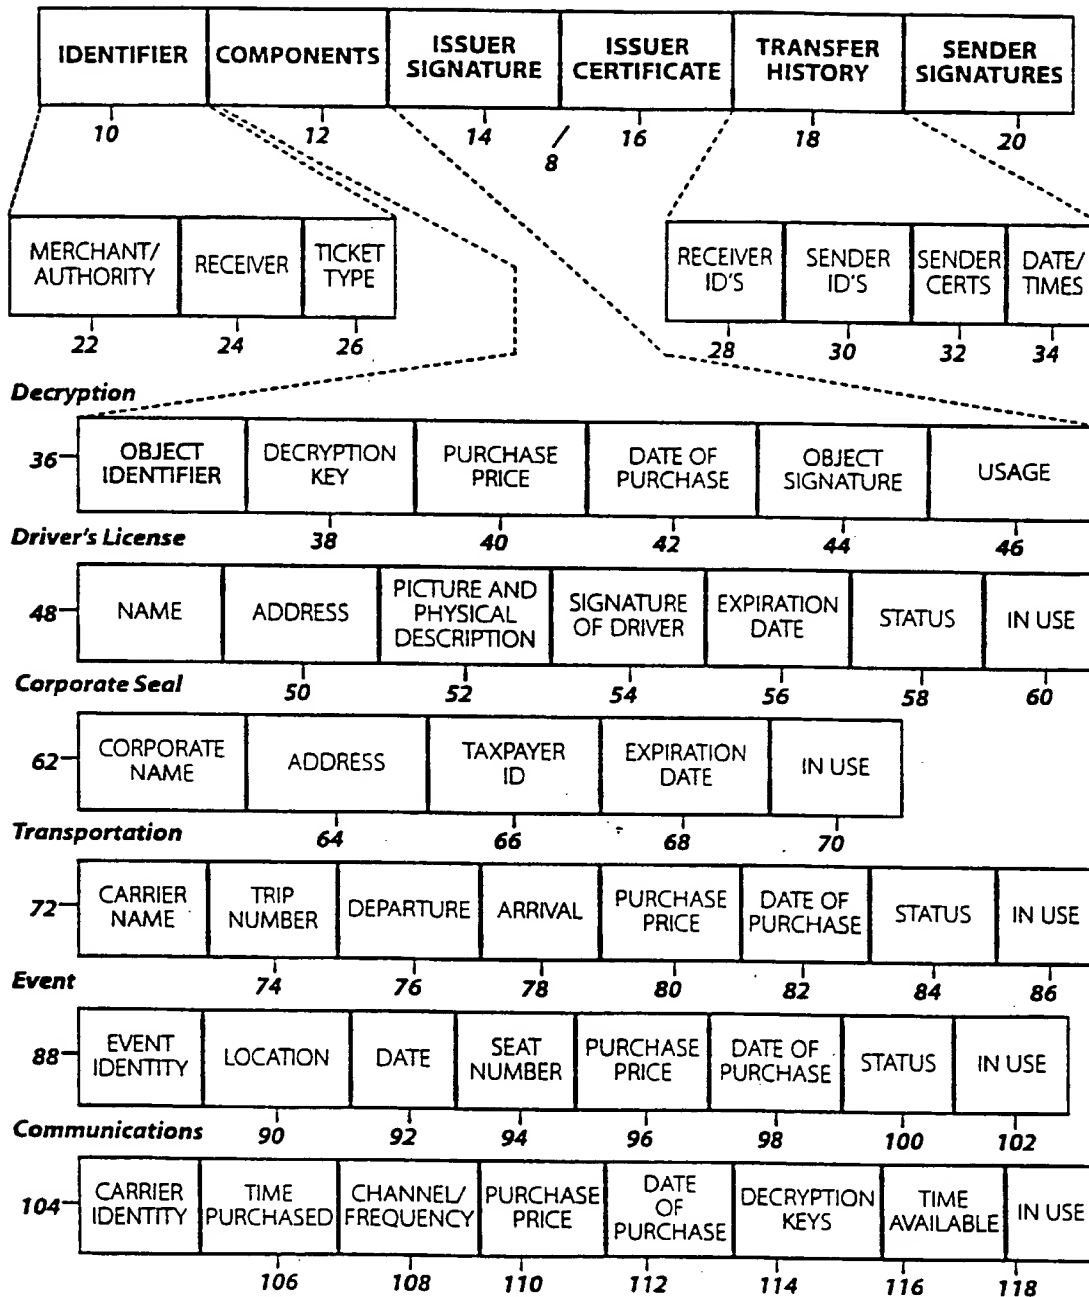 IDENTIFIER COMPONENTS ISSUER SIGNATURE ISSUER CERTIFICATE TRANSFER HISTORY SENDER SIGNATURES
10 12 14 8 16 18 20
MERCHANT/ AUTHORITY RECEIVER TICKET TYPE RECEIVER ID'S SENDER ID'S SENDER CERTS DATE/ TIMES
22 24 26 28 30 32 34
Decryption
36 OBJECT IDENTIFIER DECRYPTION KEY PURCHASE PRICE DATE OF PURCHASE OBJECT SIGNATURE USAGE
38 40 42 44 46
Driver's License
48 NAME ADDRESS PICTURE AND PHYSICAL DESCRIPTION SIGNATURE OF DRIVER EXPIRATION DATE STATUS IN USE
50 52 54 56 58 60
Corporate Seal
62 CORPORATE NAME ADDRESS TAXPAYER ID EXPIRATION DATE IN USE
64 66 68 70
Transportation
72 CARRIER NAME TRIP NUMBER DEPARTURE ARRIVAL PURCHASE PRICE DATE OF PURCHASE STATUS IN USE
74 76 78 80 82 84 86
Event
88 EVENT IDENTITY LOCATION DATE SEAT NUMBER PURCHASE PRICE DATE OF PURCHASE STATUS IN USE
90 92 94 96 98 100 102
Communications
104 CARRIER IDENTITY TIME PURCHASED CHANNEL/ FREQUENCY PURCHASE PRICE DATE OF PURCHASE DECRYPTION KEYS TIME AVAILABLE IN USE
106 108 110 112 114 116 118